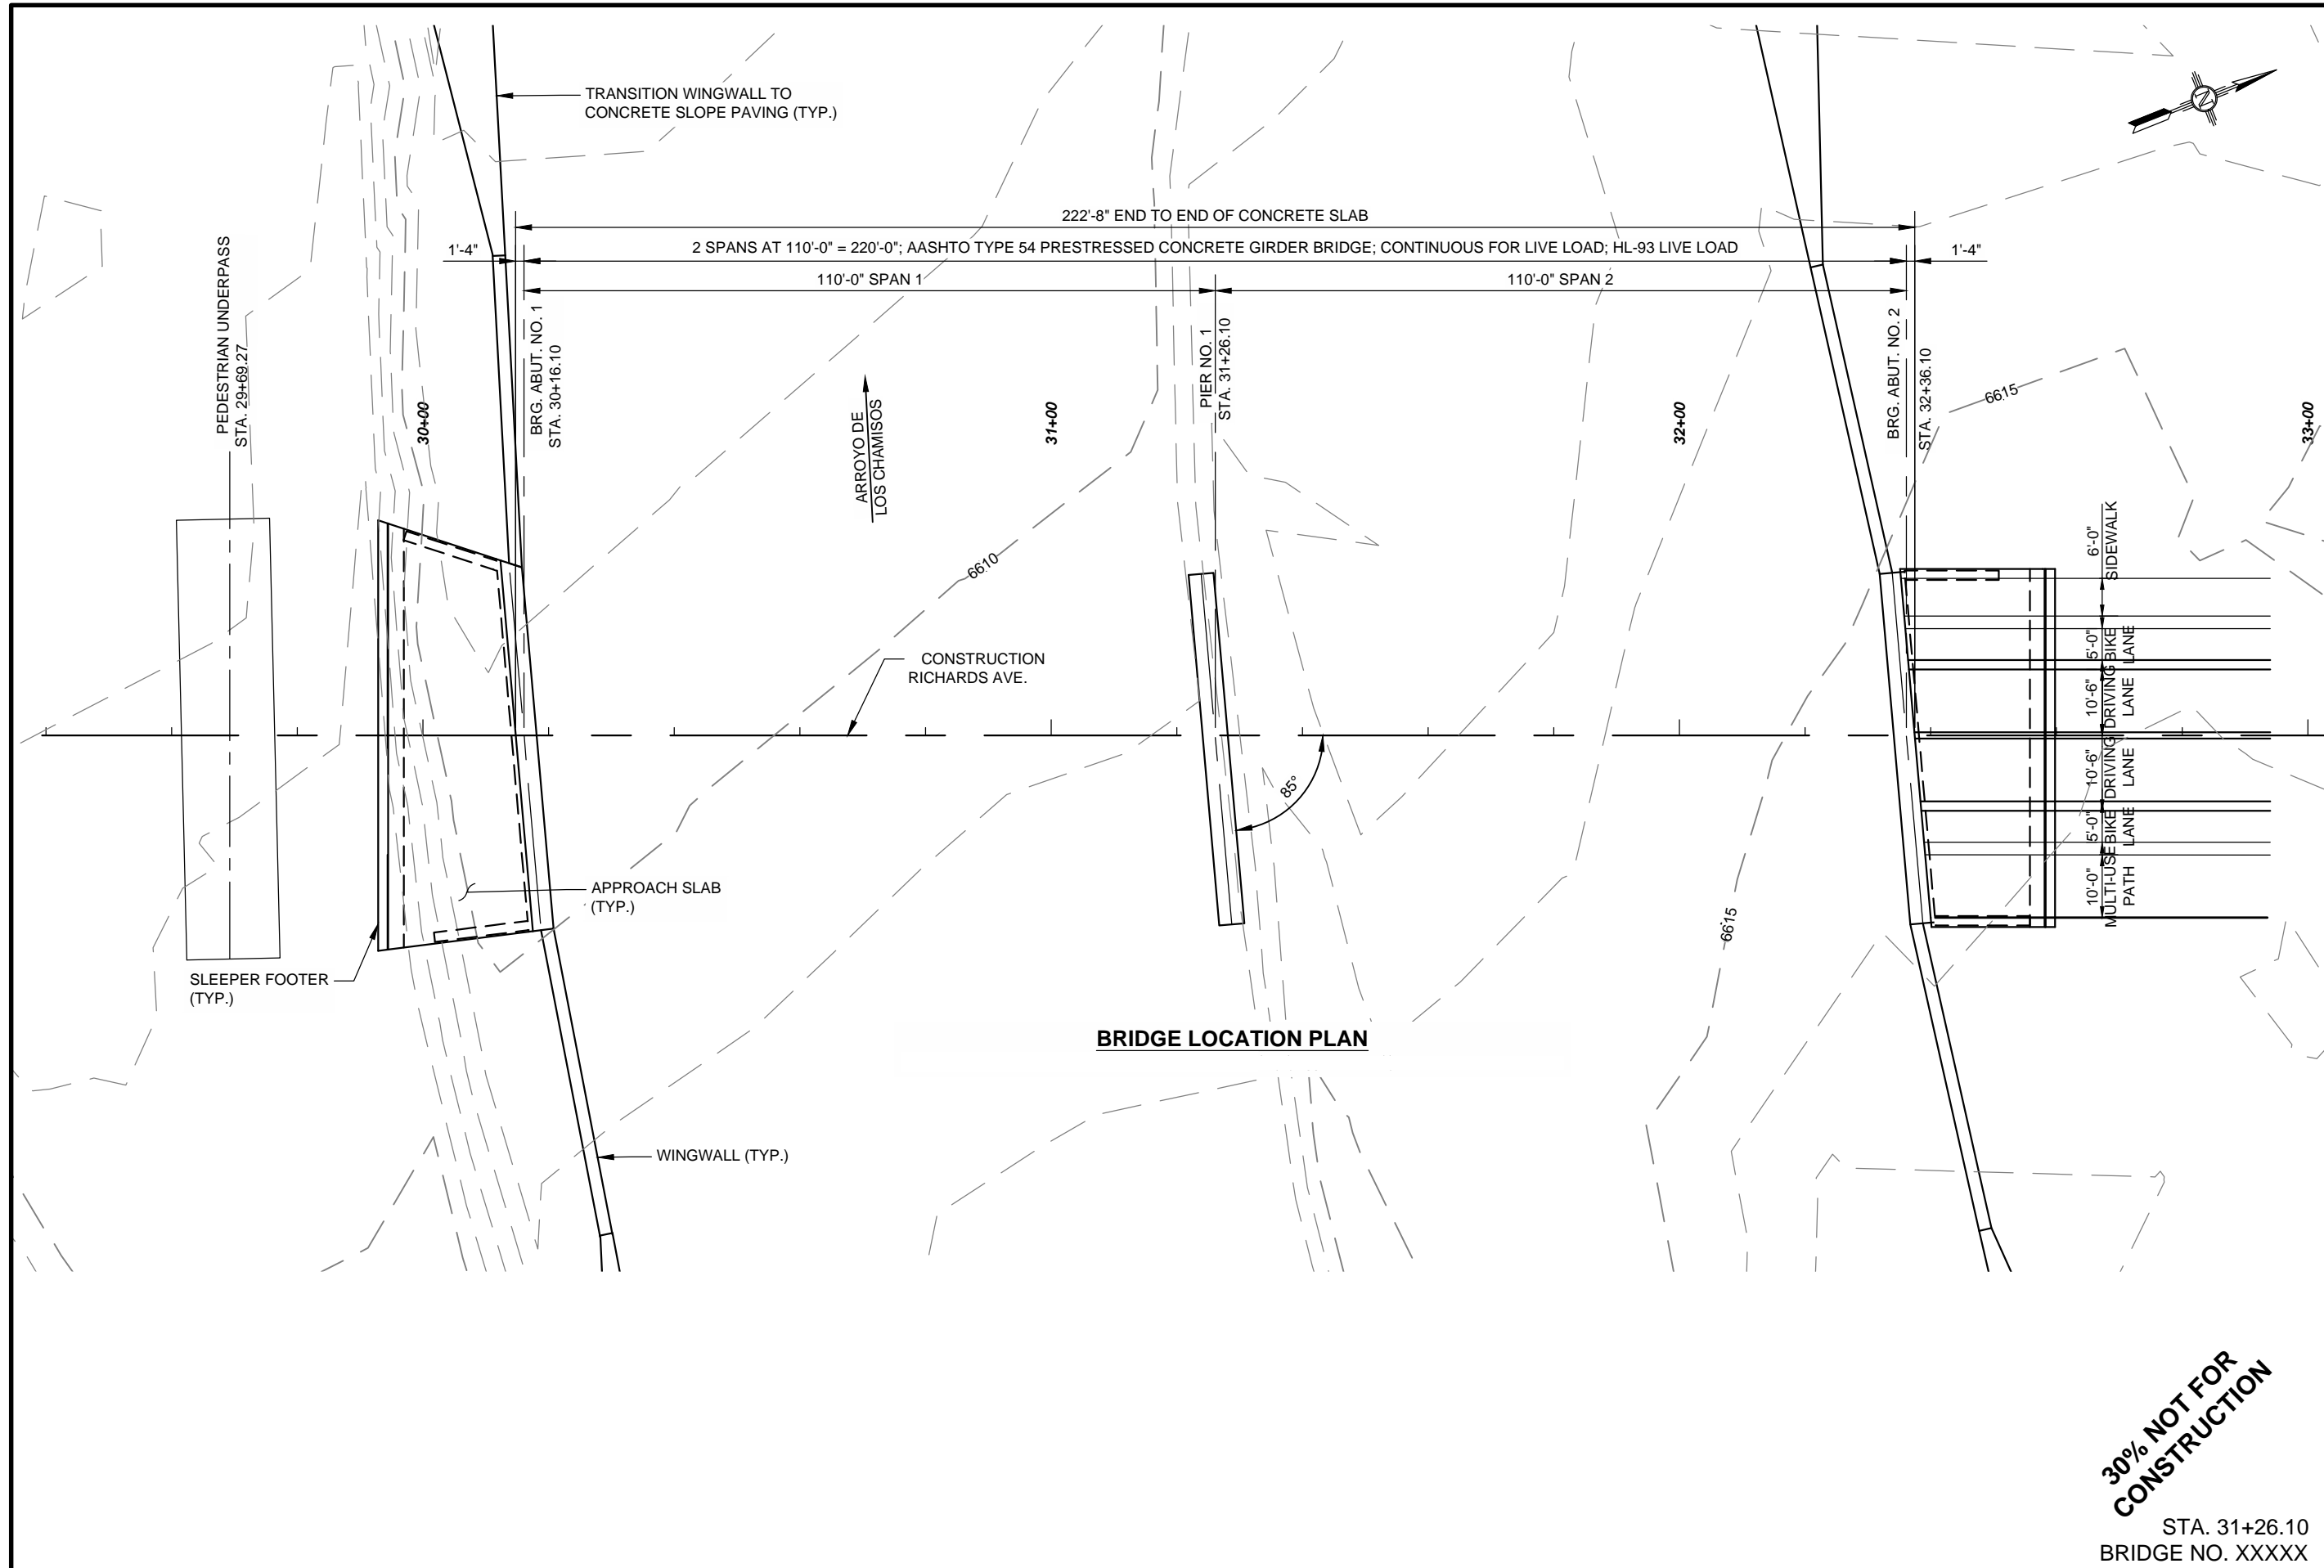 TRANSITION WINGWALL TO
CONCRETE SLOPE PAVING (TYP.)
N
222'-8" END TO END OF CONCRETE SLAB
1'-4"
2 SPANS AT 110'-0" = 220'-0"; AASHTO TYPE 54 PRESTRESSED CONCRETE GIRDER BRIDGE; CONTINUOUS FOR LIVE LOAD; HL-93 LIVE LOAD
1'-4"
110'-0" SPAN 1
110'-0" SPAN 2
PEDESTRIAN UNDERPASS
STA. 29+69.27
30+00
BRG. ABUT. NO. 1
STA. 30+16.10
ARROYO DE
LOS CHAMISOS
31+00
PIER NO. 1
STA. 31+26.10
32+00
BRG. ABUT. NO. 2
STA. 32+36.10
6615
33+00
6610
6'-0"
SIDEWALK
5'-0"
BIKE
LANE
10'-6"
DRIVING
LANE
10'-6"
DRIVING
LANE
5'-0"
BIKE
LANE
10'-0"
MULTI-USE
PATH
CONSTRUCTION
RICHARDS AVE.
85°
APPROACH SLAB
(TYP.)
6615
SLEEPER FOOTER
(TYP.)
BRIDGE LOCATION PLAN
WINGWALL (TYP.)
30% NOT FOR
CONSTRUCTION
STA. 31+26.10
BRIDGE NO. XXXXX